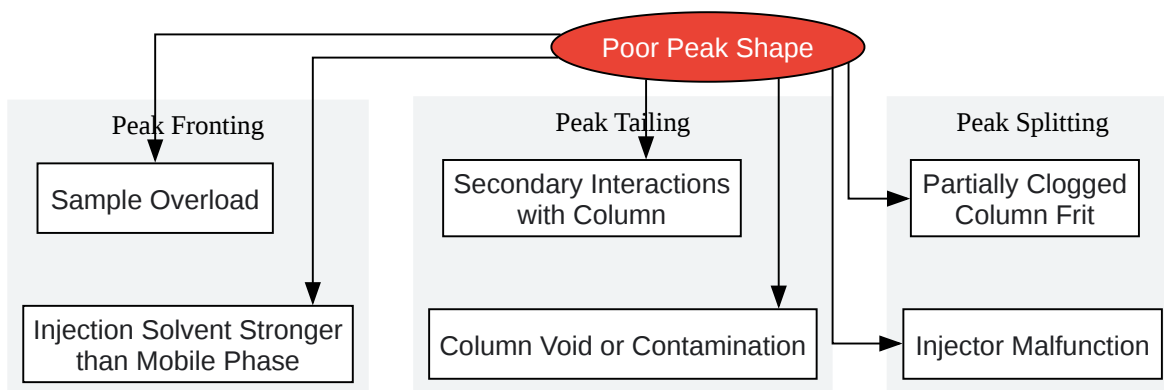 Poor Peak Shape
Peak Fronting
Sample Overload
Injection Solvent Stronger
than Mobile Phase
Peak Tailing
Secondary Interactions
with Column
Column Void or Contamination
Peak Splitting
Partially Clogged
Column Frit
Injector Malfunction